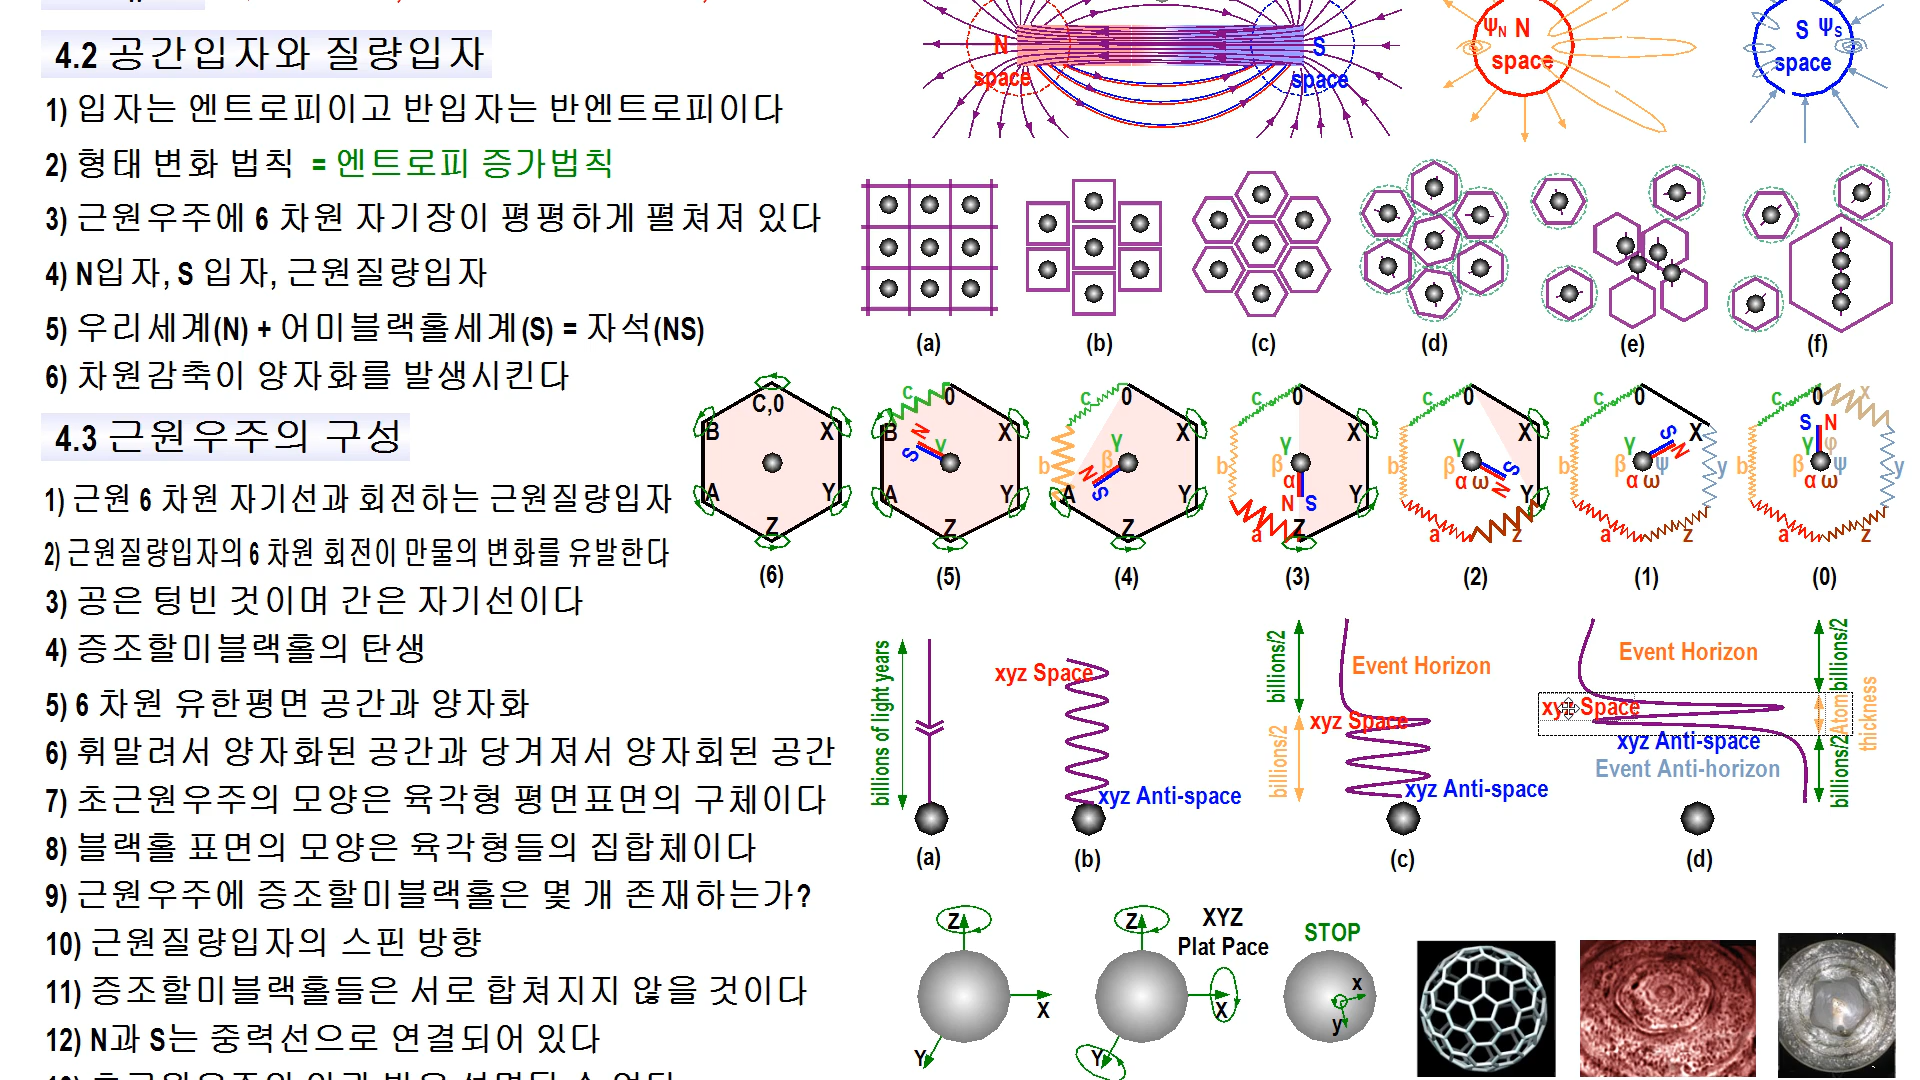 4.2 공간입자와 질량입자
1) 입자는 엔트로피이고 반입자는 반엔트로피이다
2) 형태 변화 법칙 = 엔트로피 증가법칙
3) 근원우주에 6 차원 자기장이 평평하게 펼쳐져 있다
4) N입자, S 입자, 근원질량입자
5) 우리세계(N) + 어미블랙홀세계(S) = 자석(NS)
6) 차원감축이 양자화를 발생시킨다
4.3 근원우주의 구성
1) 근원 6 차원 자기선과 회전하는 근원질량입자
2) 근원질량입자의 6 차원 회전이 만물의 변화를 유발한다
3) 공은 텅빈 것이며 간은 자기선이다
4) 증조할미블랙홀의 탄생
5) 6 차원 유한평면 공간과 양자화
6) 휘말려서 양자화된 공간과 당겨져서 양자회된 공간
7) 초근원우주의 모양은 육각형 평면표면의 구체이다
8) 블랙홀 표면의 모양은 육각형들의 집합체이다
9) 근원우주에 증조할미블랙홀은 몇 개 존재하는가?
10) 근원질량입자의 스핀 방향
11) 증조할미블랙홀들은 서로 합쳐지지 않을 것이다
12) N과 S는 중력선으로 연결되어 있다
N space
S space
ΨN N space
S ΨS space
(a) (b) (c) (d) (e) (f)
C,0 B X A Y Z
c 0 B X N S γ A Y Z
c 0 X γ b β N S A Y Z
c 0 X γ b β α N S Y a Z
c 0 X γ b β α ω S N Y a z
c 0 X γ S N b β ψ α ω y a z
c 0 x S N γ φ b β ψ α ω y a z
(6) (5) (4) (3) (2) (1) (0)
billions of light years
(a)
xyz Space
xyz Anti-space
(b)
billions/2
billions/2
Event Horizon
xyz Space
xyz Anti-space
(c)
Event Horizon
xyz Space
xyz Anti-space
Event Anti-horizon
billions/2
Atom
thickness
billions/2
(d)
Z X Y
Z X Y
XYZ
Plat Pace
STOP
x y